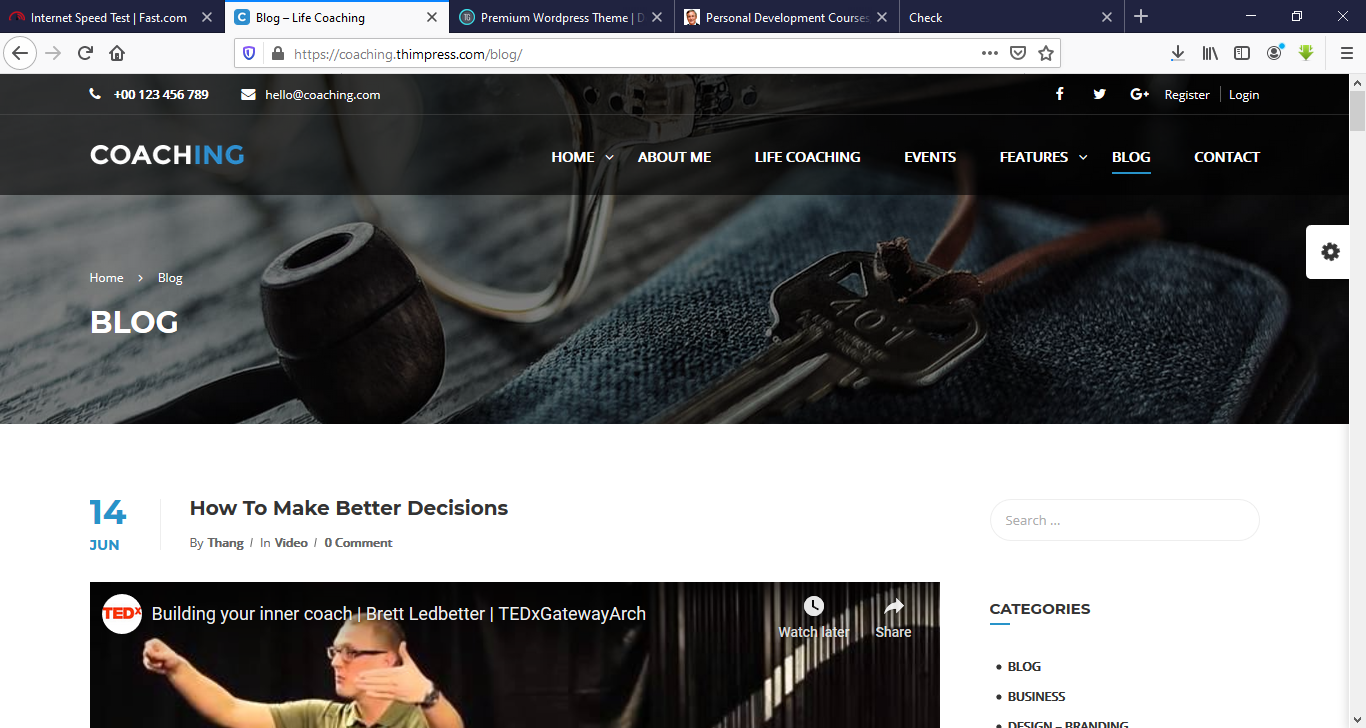 Internet Speed Test | Fast.com
Blog – Life Coaching
Premium Wordpress Theme | D
Personal Development Courses
Check
https://coaching.thimpress.com/blog/
+00 123 456 789
hello@coaching.com
Register
Login
COACHING
HOME
ABOUT ME
LIFE COACHING
EVENTS
FEATURES
BLOG
CONTACT
Home > Blog
BLOG
401
14
JUN
How To Make Better Decisions
By Thang / In Video / 0 Comment
Search ...
TEDx
Building your inner coach | Brett Ledbetter | TEDxGatewayArch
Watch later
Share
CATEGORIES
BLOG
BUSINESS
DESIGN – BRANDING